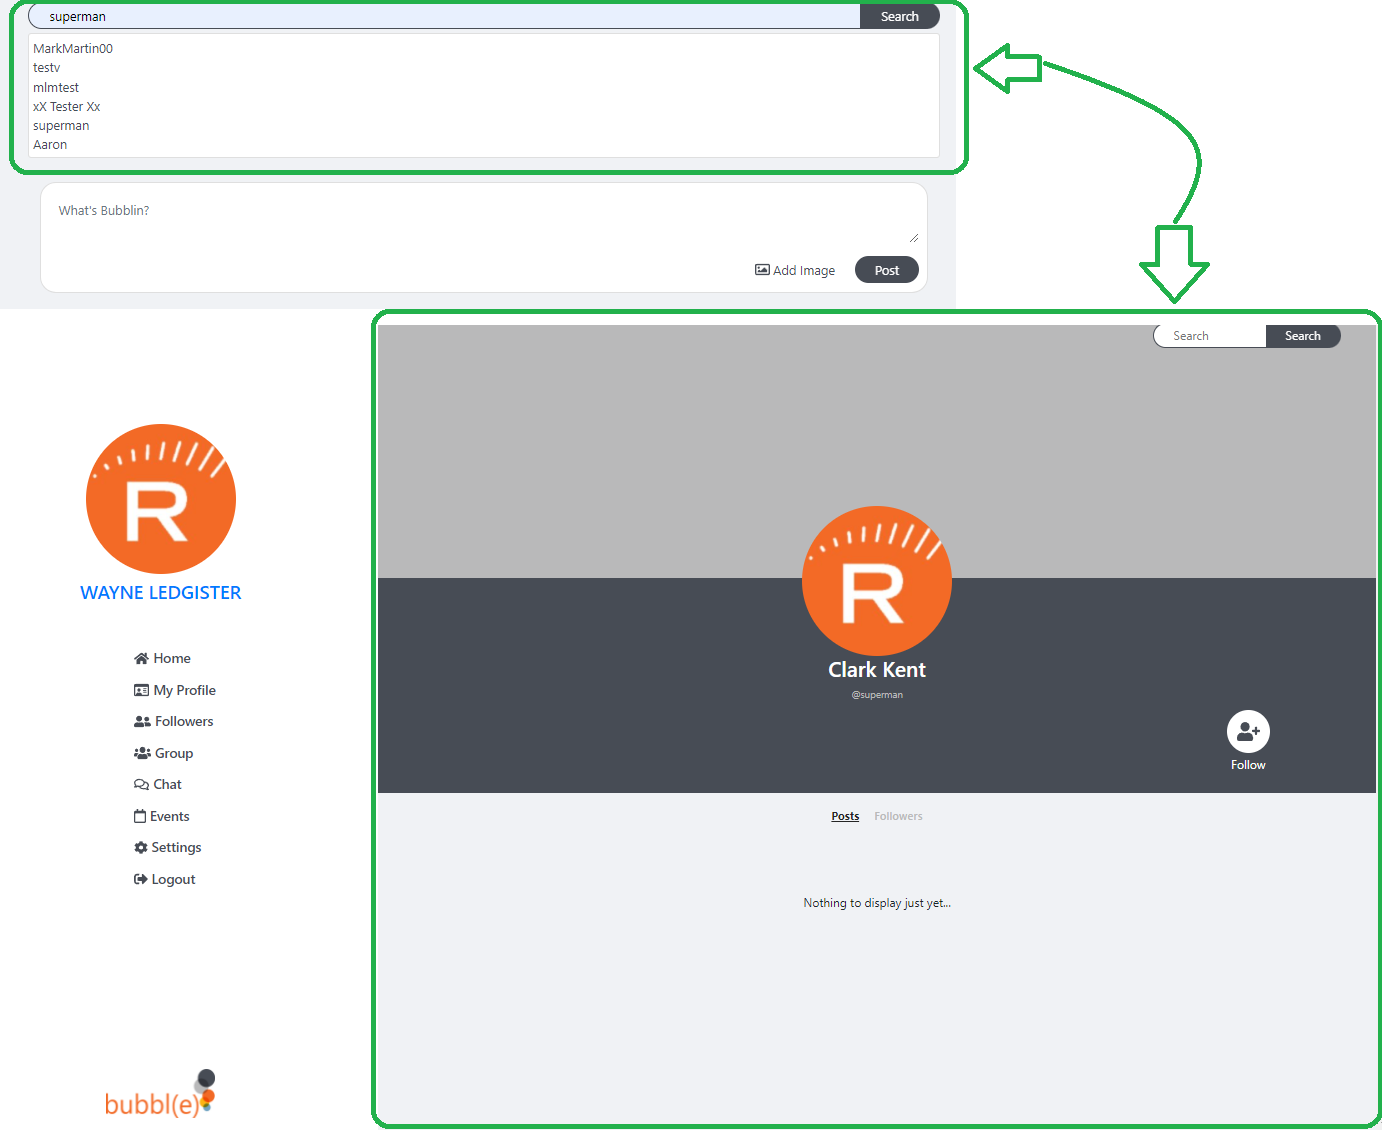 superman
Search
MarkMartin00
testv
mlmtest
xX Tester Xx
superman
Aaron
What's Bubblin?
Add Image
Post
Search
Search
R
WAYNE LEDGISTER
Home
My Profile
Followers
Group
Chat
Events
Settings
Logout
bubbl(e)
R
Clark Kent
@superman
Follow
Posts
Followers
Nothing to display just yet...